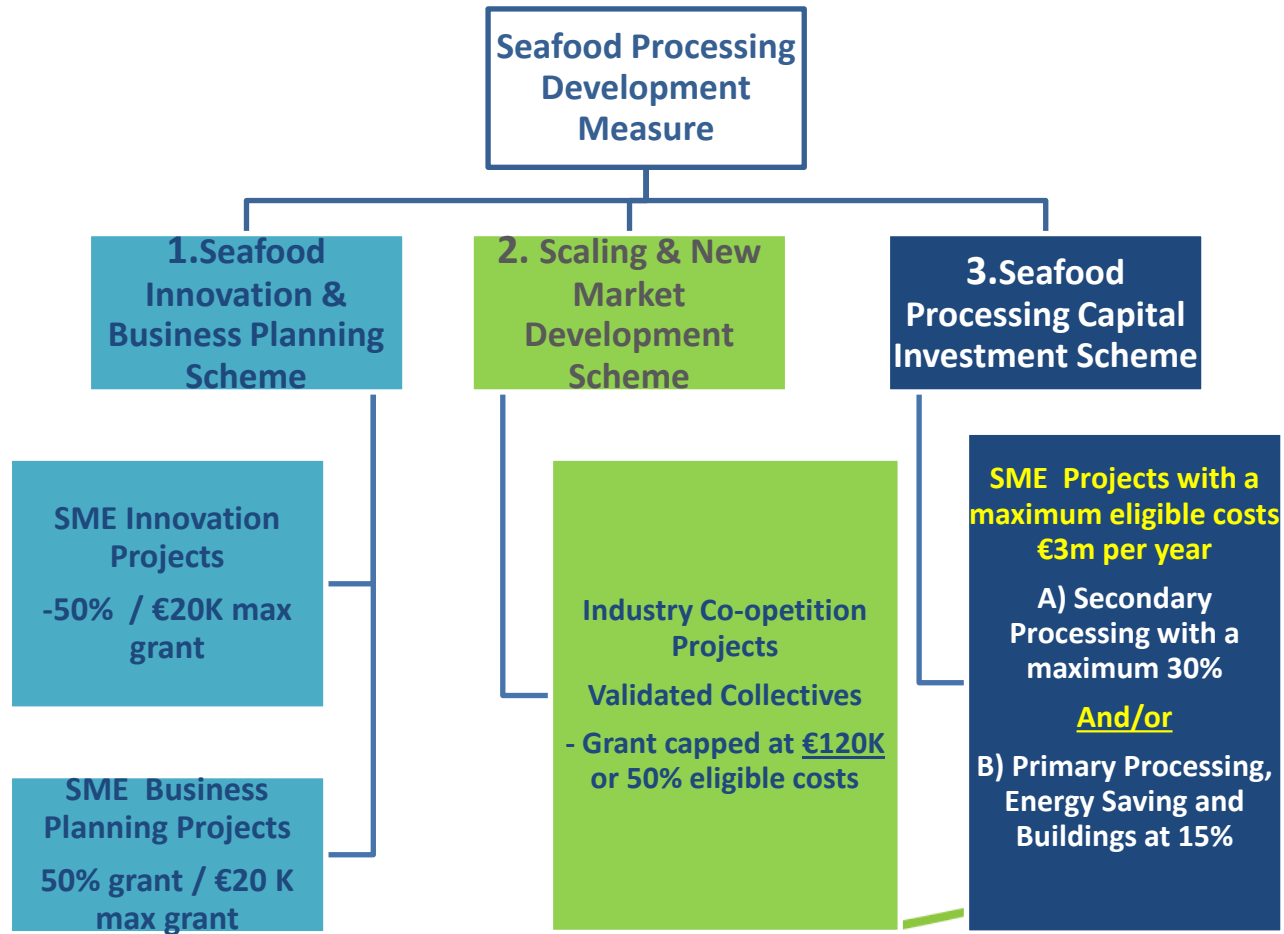 Seafood Processing
Development
Measure
1.Seafood
Innovation &
Business Planning
Scheme
SME Innovation
Projects
-50%  / €20K max
grant
SME  Business
Planning Projects
50% grant / €20 K
max grant
2. Scaling & New
Market
Development
Scheme
Industry Co-opetition
Projects
Validated Collectives
- Grant capped at €120K
or 50% eligible costs
3.Seafood
Processing Capital
Investment Scheme
SME  Projects with a
maximum eligible costs
€3m per year
A) Secondary
Processing with a
maximum 30%
And/or
B) Primary Processing,
Energy Saving and
Buildings at 15%